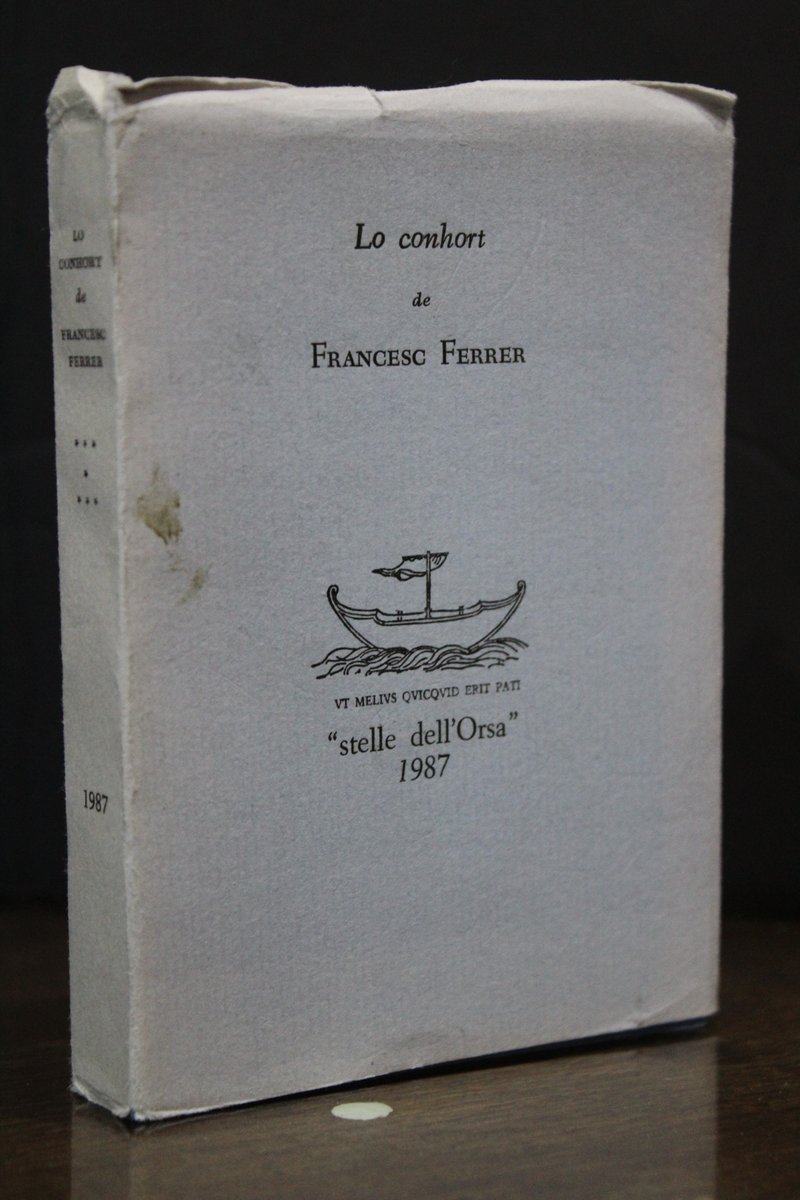 Lo conhort
de
FRANCESC FERRER
VT MELIVS QVICQVID ERIT PATI
"stelle dell'Orsa"
1987
LO
CONHORT
de
FRANCESC
FERRER
1987